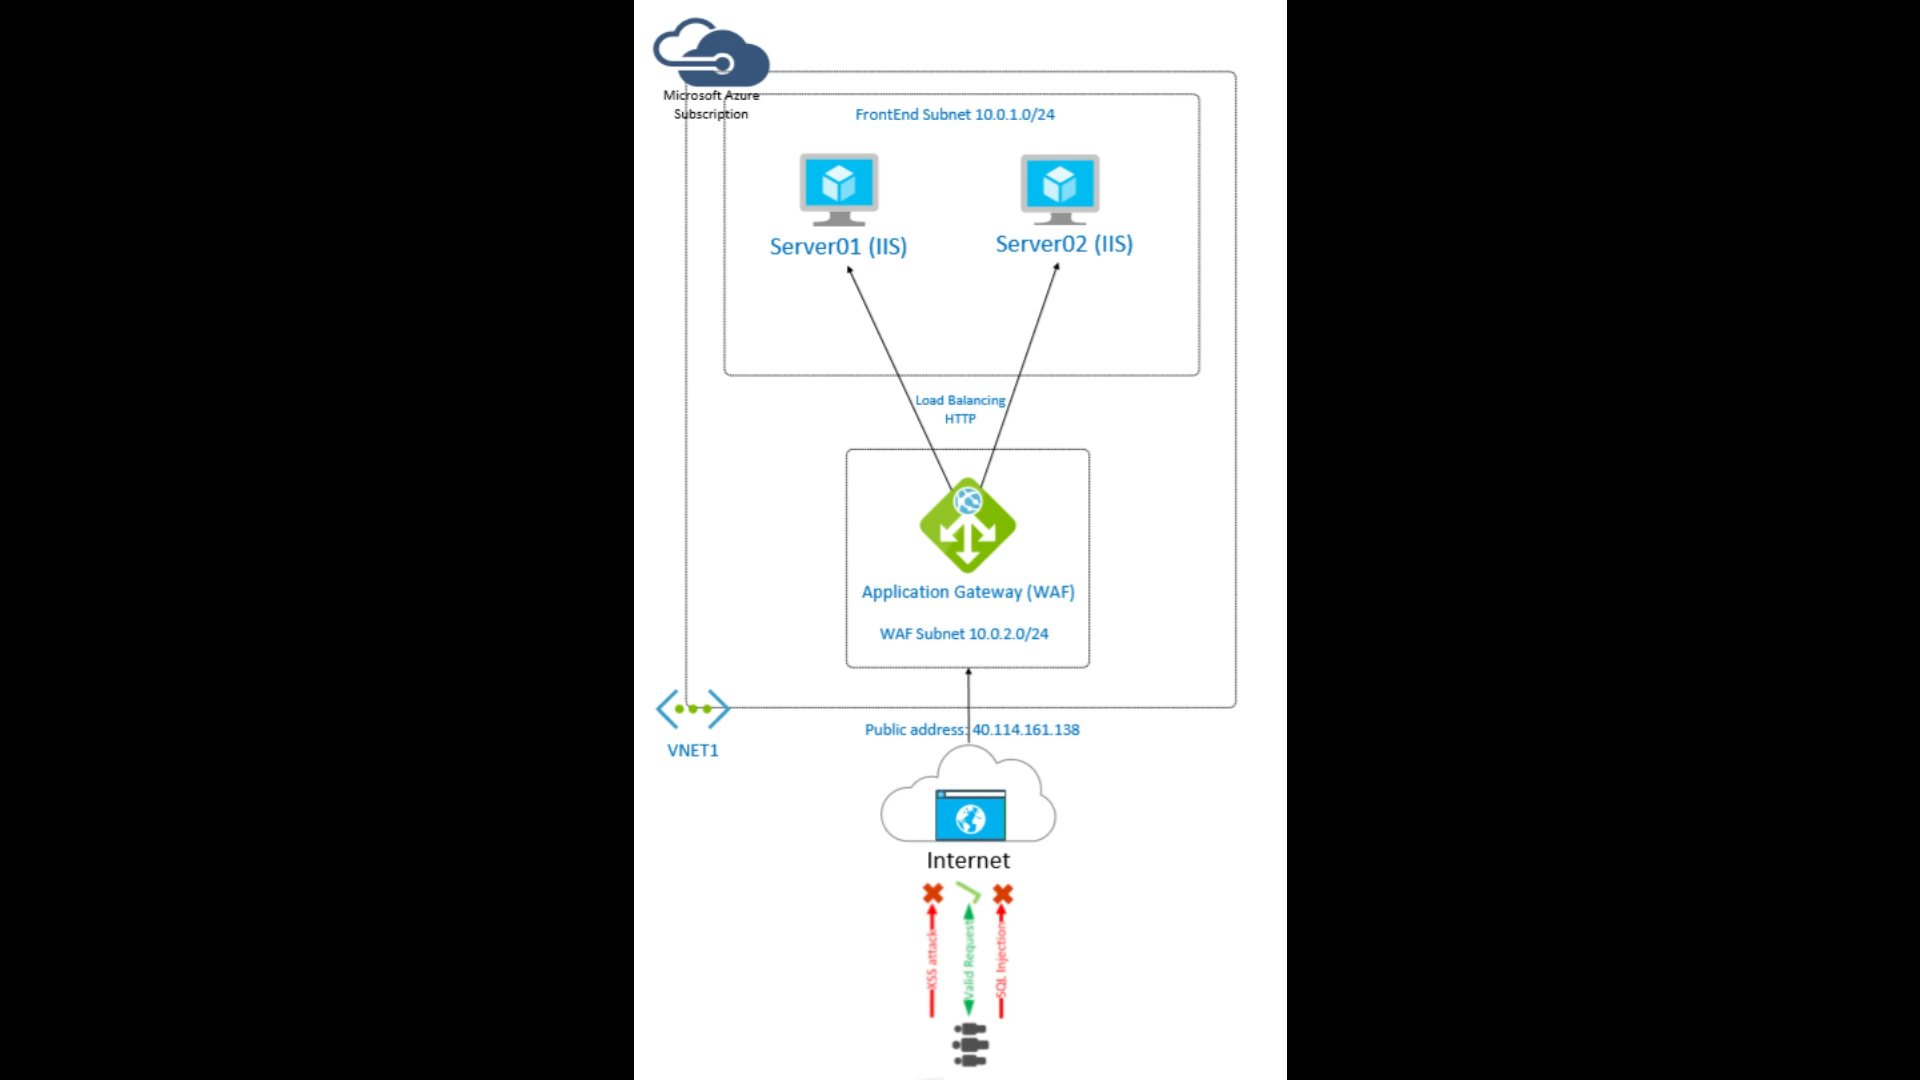 Microsoft Azure
Subscription
FrontEnd Subnet 10.0.1.0/24
Server01 (IIS)
Server02 (IIS)
Load Balancing
HTTP
Application Gateway (WAF)
WAF Subnet 10.0.2.0/24
VNET1
Public address: 40.114.161.138
Internet
XSS attack
Valid Request
SQL Injection